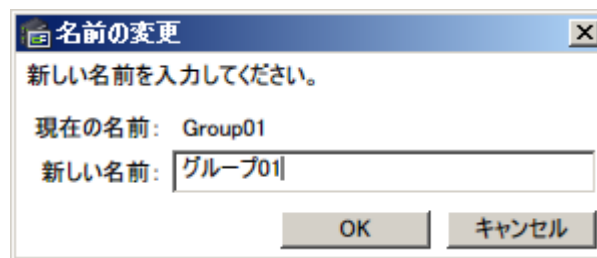 名前の変更
新しい名前を入力してください。
現在の名前: Group01
新しい名前: グループ01
OK キャンセル